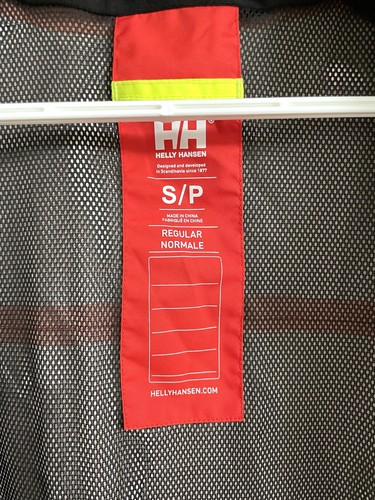 HH®
HELLY HANSEN
Designed and developed
in Scandinavia since 1877
S/P
MADE IN CHINA
FABRIQUÉ EN CHINE
REGULAR
NORMALE
HELLYHANSEN.COM